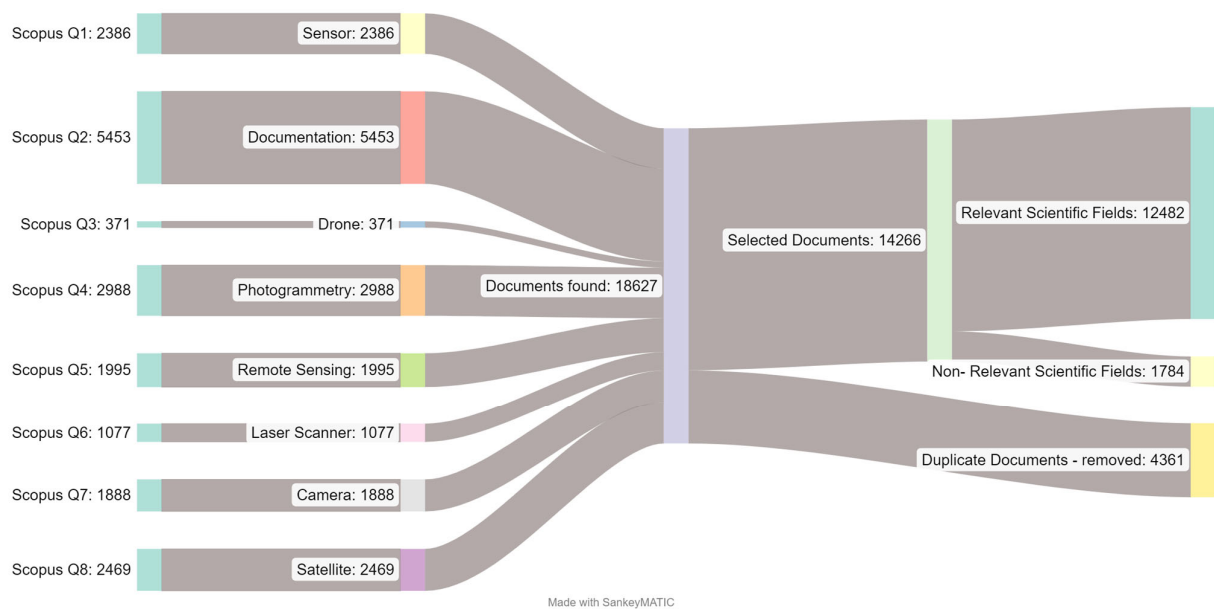 Scopus Q1: 2386
Sensor: 2386
Scopus Q2: 5453
Documentation: 5453
Scopus Q3: 371
Drone: 371
Scopus Q4: 2988
Photogrammetry: 2988
Scopus Q5: 1995
Remote Sensing: 1995
Scopus Q6: 1077
Laser Scanner: 1077
Scopus Q7: 1888
Camera: 1888
Scopus Q8: 2469
Satellite: 2469
Documents found: 18627
Selected Documents: 14266
Relevant Scientific Fields: 12482
Non- Relevant Scientific Fields: 1784
Duplicate Documents - removed: 4361
Made with SankeyMATIC